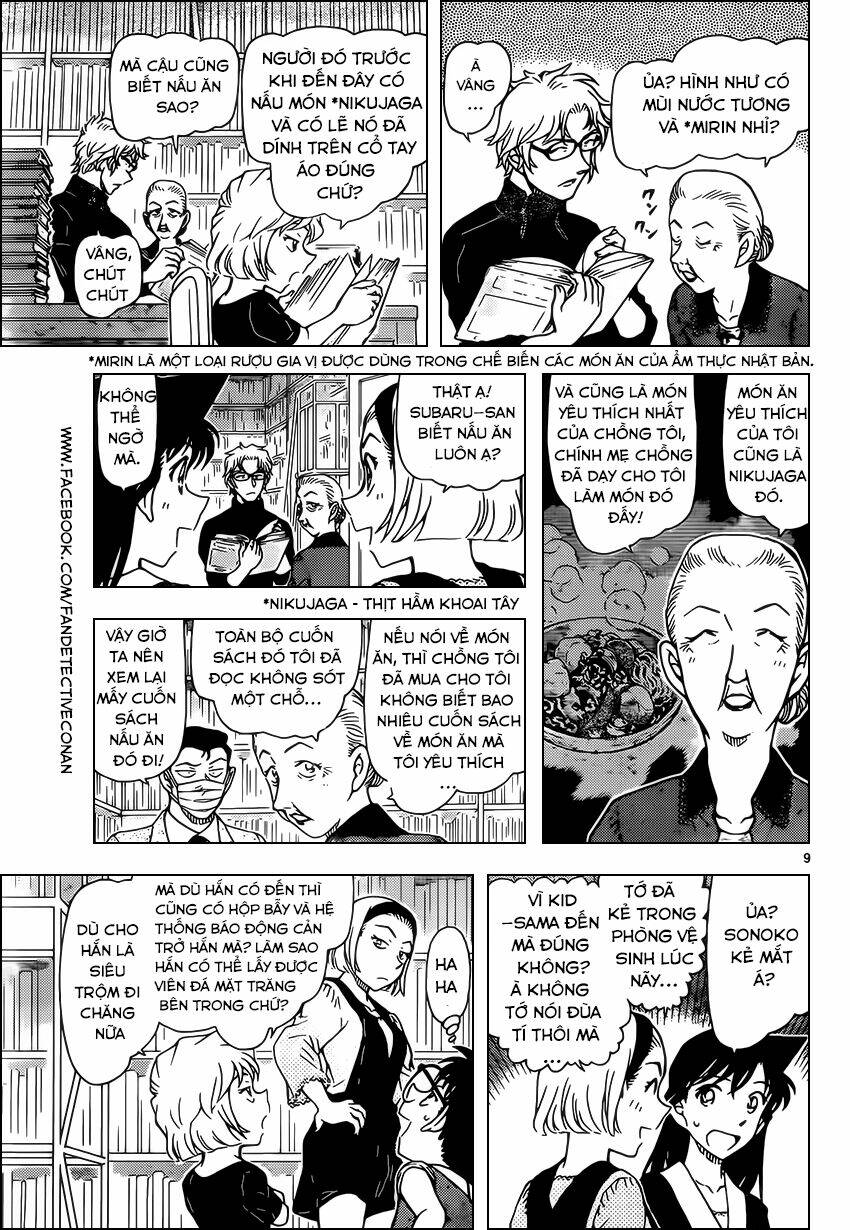 ỦA? HÌNH NHƯ CÓ
MÙI NƯỚC TƯƠNG
VÀ *MIRIN NHỈ?
À
VÂNG
...
NGƯỜI ĐÓ TRƯỚC
KHI ĐẾN ĐÂY CÓ
NẤU MÓN *NIKUJAGA
VÀ CÓ LẼ NÓ ĐÃ
DÍNH TRÊN CỔ TAY
ÁO ĐÚNG
CHỨ?
MÀ CẬU CŨNG
BIẾT NẤU ĂN
SAO?
VÂNG,
CHÚT
CHÚT
*MIRIN LÀ MỘT LOẠI RƯỢU GIA VỊ ĐƯỢC DÙNG TRONG CHẾ BIẾN CÁC MÓN ĂN CỦA ẨM THỰC NHẬT BẢN.
MÓN ĂN
YÊU THÍCH
CỦA TÔI
CŨNG LÀ
NIKUJAGA
ĐÓ.
VÀ CŨNG LÀ MÓN
YÊU THÍCH NHẤT
CỦA CHỒNG TÔI,
CHÍNH MẸ CHỒNG
ĐÃ DẠY CHO TÔI
LÀM MÓN ĐÓ
ĐẤY!
THẬT Ạ!
SUBARU-SAN
BIẾT NẤU ĂN
LUÔN Ạ?
KHÔNG
THỂ
NGỜ
MÀ.
*NIKUJAGA - THỊT HẦM KHOAI TÂY
WWW.FACEBOOK.COM/FANDETECTIVECONAN
NẾU NÓI VỀ MÓN
ĂN, THÌ CHỒNG TÔI
ĐÃ MUA CHO TÔI
KHÔNG BIẾT BAO
NHIÊU CUỐN SÁCH
VỀ MÓN ĂN MÀ
TÔI YÊU THÍCH
...
TOÀN BỘ CUỐN
SÁCH ĐÓ TÔI ĐÃ
ĐỌC KHÔNG SÓT
MỘT CHỖ...
VẬY GIỜ
TA NÊN
XEM LẠI
MẤY CUỐN
SÁCH
NẤU ĂN
ĐÓ ĐI!
9
ỦA?
SONOKO
KẺ MẮT
Á?
TỚ ĐÃ
KẺ TRONG
PHÒNG VỆ
SINH LÚC
NÃY...
VÌ KID
-SAMA ĐẾN
MÀ ĐÚNG
KHÔNG?
À KHÔNG
TỚ NÓI ĐÙA
TÍ THÔI MÀ
...
HA
HA
MÀ DÙ HẮN CÓ ĐẾN THÌ
CŨNG CÓ HỘP BẪY VÀ HỆ
THỐNG BÁO ĐỘNG CẢN
TRỞ HẮN MÀ? LÀM SAO
HẮN CÓ THỂ LẤY ĐƯỢC
VIÊN ĐÁ MẶT TRĂNG
BÊN TRONG CHỨ?
DÙ CHO
HẮN LÀ
SIÊU
TRỘM ĐI
CHĂNG
NỮA